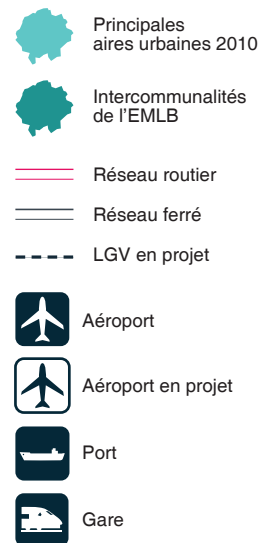 Principales
aires urbaines 2010
Intercommunalités
de l'EMLB
Réseau routier
Réseau ferré
LGV en projet
Aéroport
Aéroport en projet
Port
Gare